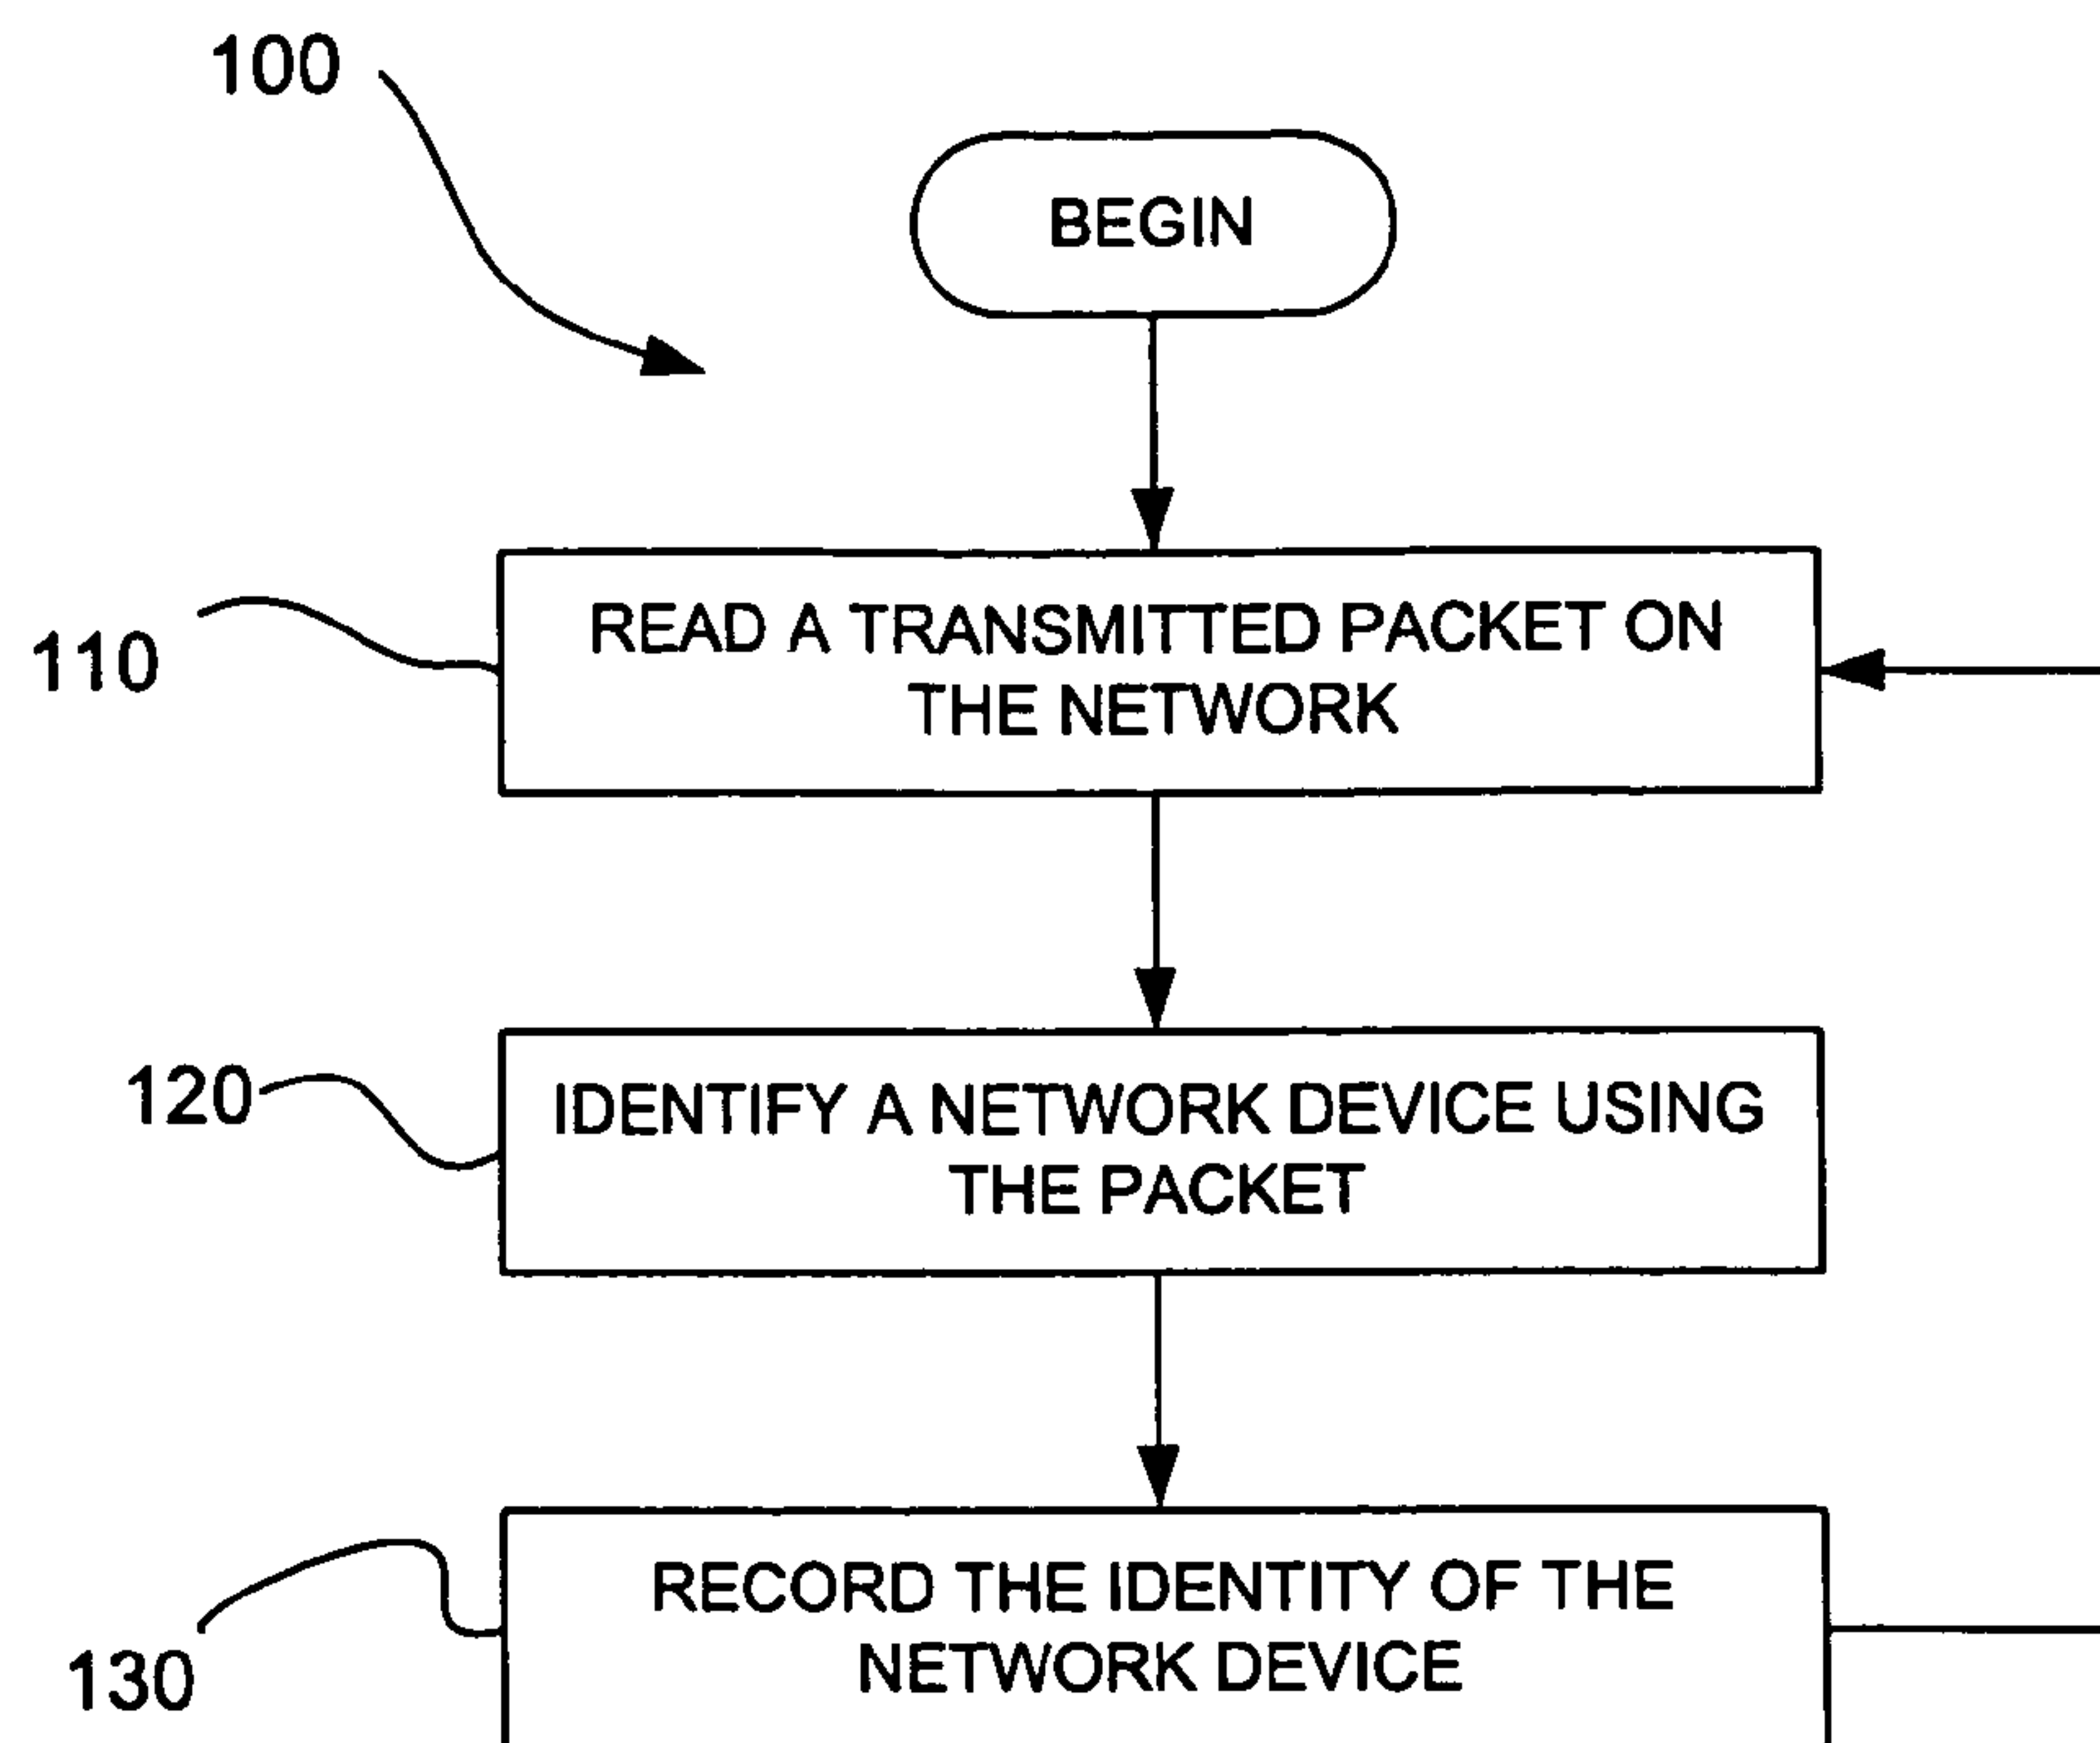 100
BEGIN
110
READ A TRANSMITTED PACKET ON
THE NETWORK
120
IDENTIFY A NETWORK DEVICE USING
THE PACKET
130
RECORD THE IDENTITY OF THE
NETWORK DEVICE